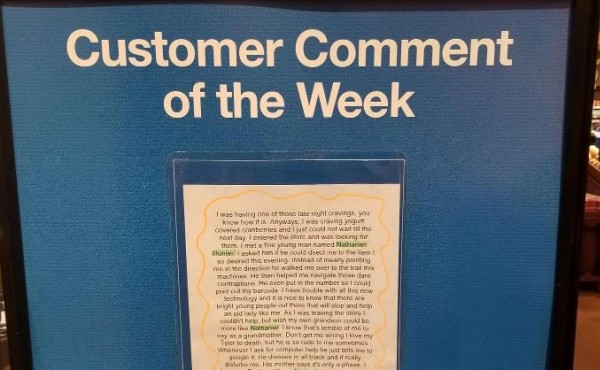 Customer Comment
of the Week
I was having one of those late night cravings, you
know how it is. Anyways, I was craving yogurt
covered cranberries and I just could not wait till the
next day. I entered the store and was looking for
them. I met a fine young man named Nathaniel
Hunter. I asked him if he could direct me to the item I
so desired this evening. Instead of mearly pointing
me in the direction he walked me over to the trail mix
machines. He then helped me navigate those darn
contraptions. He even put in the number so I could
print out my barcode. I have trouble with all this new
technology and it is nice to know that there are
bright young people out there that will stop and help
an old lady like me. As I was leaving the store I
couldn't help, but wish my own grandson could be
more like Nathaniel. I know that's terrible of me to
say as a grandmother. Don't get me wrong I love my
Tyler to death, but he is so rude to me sometimes.
Whenever I ask for computer help he just tells me to
google it. He dresses in all black and it really
disturbs me. His mother says it's only a phase. I